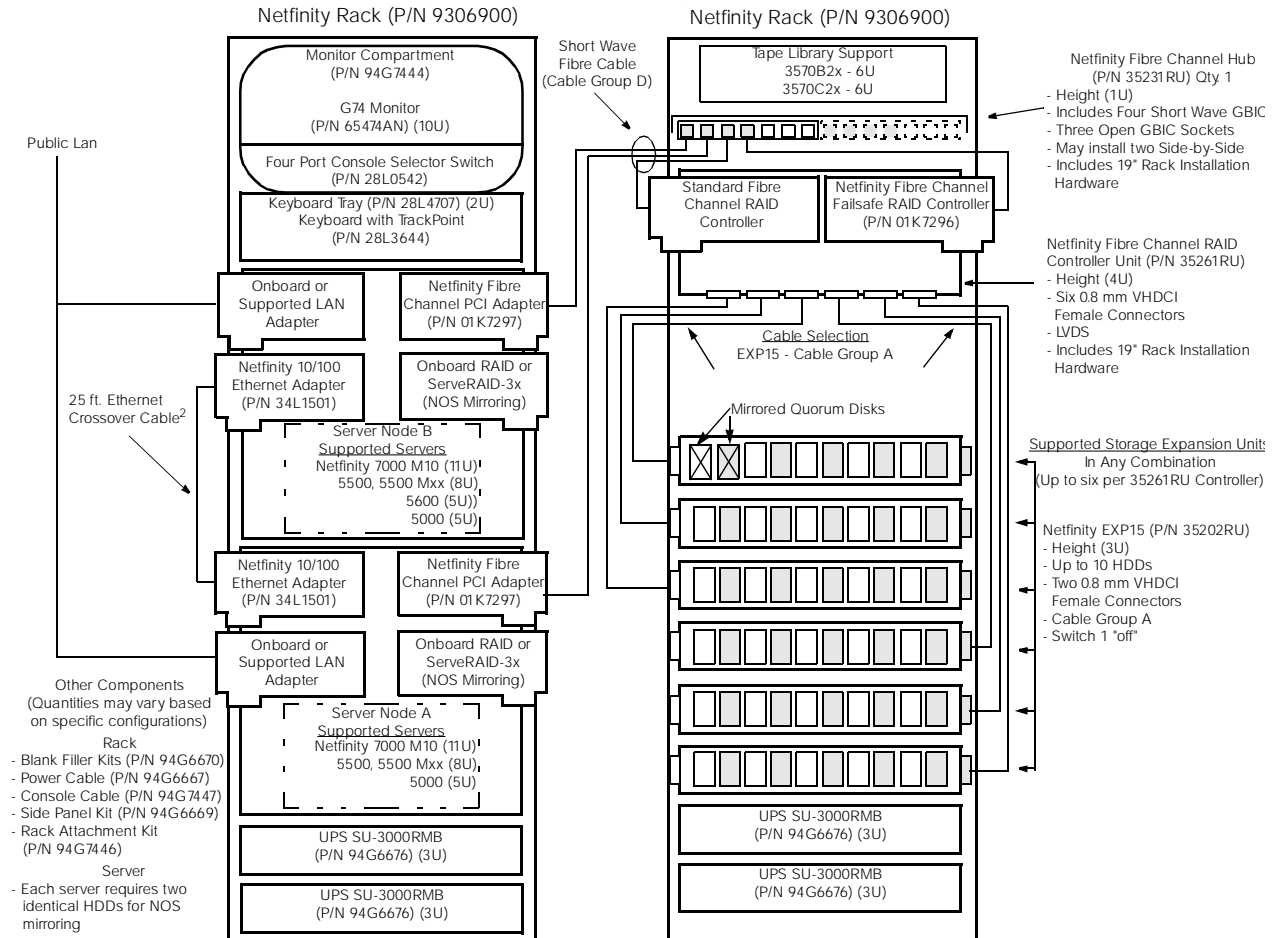 Netfinity Rack (P/N 9306900)
Monitor Compartment
(P/N 94G7444)
G74 Monitor
(P/N 65474AN) (10U)
Four Port Console Selector Switch
(P/N 28L0542)
Keyboard Tray (P/N 28L4707) (2U)
Keyboard with TrackPoint
(P/N 28L3644)
Public Lan
Onboard or
Supported LAN
Adapter
Netfinity Fibre
Channel PCI Adapter
(P/N 01K7297)
Netfinity 10/100
Ethernet Adapter
(P/N 34L1501)
Onboard RAID or
ServeRAID-3x
(NOS Mirroring)
25 ft. Ethernet
Crossover Cable2
Server Node B
Supported Servers
Netfinity 7000 M10 (11U)
5500, 5500 Mxx (8U)
5600 (5U))
5000 (5U)
Netfinity 10/100
Ethernet Adapter
(P/N 34L1501)
Netfinity Fibre
Channel PCI Adapter
(P/N 01K7297)
Onboard or
Supported LAN
Adapter
Onboard RAID or
ServeRAID-3x
(NOS Mirroring)
Server Node A
Supported Servers
Netfinity 7000 M10 (11U)
5500, 5500 Mxx (8U)
5000 (5U)
UPS SU-3000RMB
(P/N 94G6676) (3U)
UPS SU-3000RMB
(P/N 94G6676) (3U)
Other Components
(Quantities may vary based
on specific configurations)
Rack
- Blank Filler Kits (P/N 94G6670)
- Power Cable (P/N 94G6667)
- Console Cable (P/N 94G7447)
- Side Panel Kit (P/N 94G6669)
- Rack Attachment Kit
(P/N 94G7446)
Server
- Each server requires two
identical HDDs for NOS
mirroring
Short Wave
Fibre Cable
(Cable Group D)
Netfinity Rack (P/N 9306900)
Tape Library Support
3570B2x - 6U
3570C2x - 6U
Standard Fibre
Channel RAID
Controller
Netfinity Fibre Channel
Failsafe RAID Controller
(P/N 01K7296)
Cable Selection
EXP15 - Cable Group A
Mirrored Quorum Disks
UPS SU-3000RMB
(P/N 94G6676) (3U)
UPS SU-3000RMB
(P/N 94G6676) (3U)
Netfinity Fibre Channel Hub
(P/N 35231RU) Qty. 1
- Height (1U)
- Includes Four Short Wave GBIC
- Three Open GBIC Sockets
- May install two Side-by-Side
- Includes 19" Rack Installation
Hardware
Netfinity Fibre Channel RAID
Controller Unit (P/N 35261RU)
- Height (4U)
- Six 0.8 mm VHDCI
Female Connectors
- LVDS
- Includes 19" Rack Installation
Hardware
Supported Storage Expansion Units
In Any Combination
(Up to six per 35261RU Controller)
Netfinity EXP15 (P/N 35202RU)
- Height (3U)
- Up to 10 HDDs
- Two 0.8 mm VHDCI
Female Connectors
- Cable Group A
- Switch 1 "off"